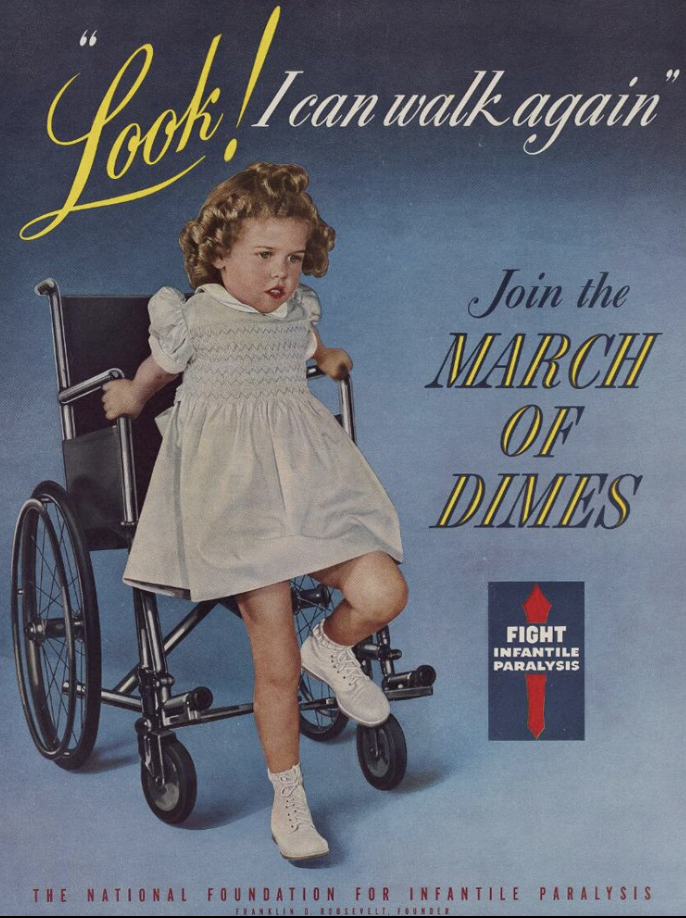 "Look! I can walk again"
Join the
MARCH
OF
DIMES
FIGHT
INFANTILE
PARALYSIS
THE NATIONAL FOUNDATION FOR INFANTILE PARALYSIS
FRANKLIN D. ROOSEVELT, FOUNDER